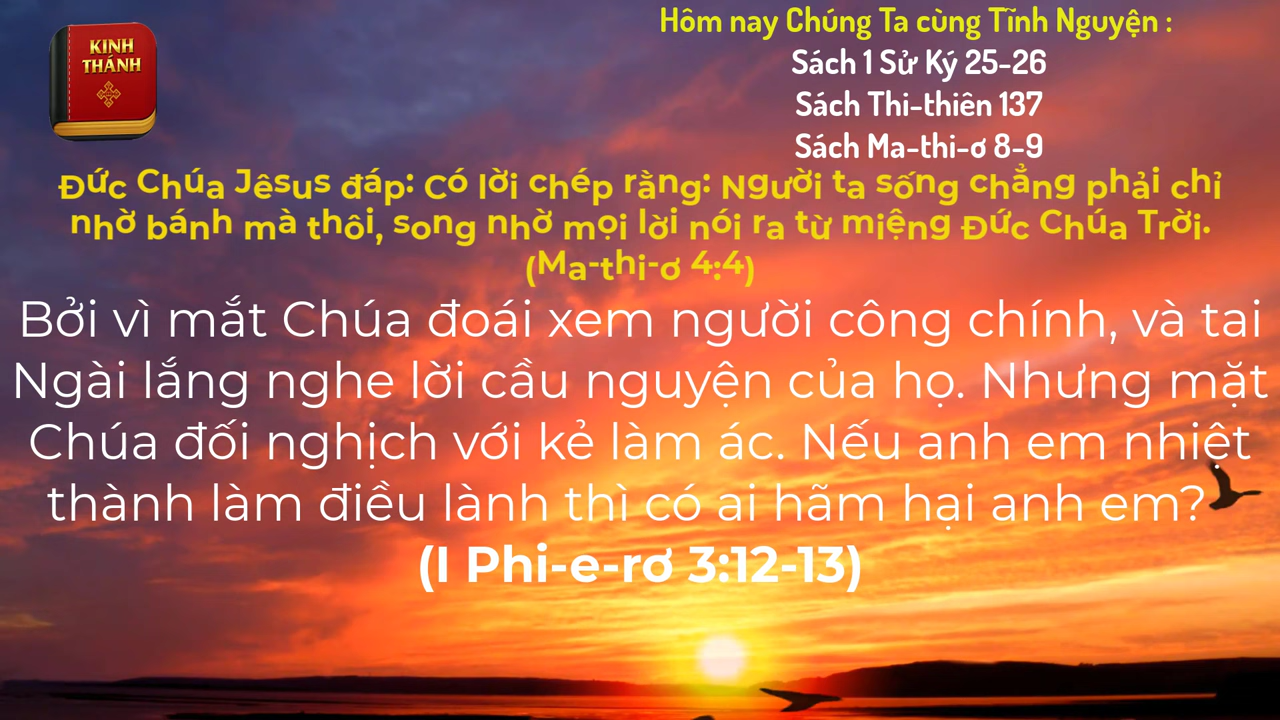 KINH
THÁNH
Hôm nay Chúng Ta cùng Tĩnh Nguyện :
Sách 1 Sử Ký 25-26
Sách Thi-thiên 137
Sách Ma-thi-ơ 8-9
Đức Chúa Jêsus đáp: Có lời chép rằng: Người ta sống chẳng phải chỉ
nhờ bánh mà thôi, song nhờ mọi lời nói ra từ miệng Đức Chúa Trời.
(Ma-thi-ơ 4:4)
Bởi vì mắt Chúa đoái xem người công chính, và tai
Ngài lắng nghe lời cầu nguyện của họ. Nhưng mặt
Chúa đối nghịch với kẻ làm ác. Nếu anh em nhiệt
thành làm điều lành thì có ai hãm hại anh em?
(I Phi-e-rơ 3:12-13)